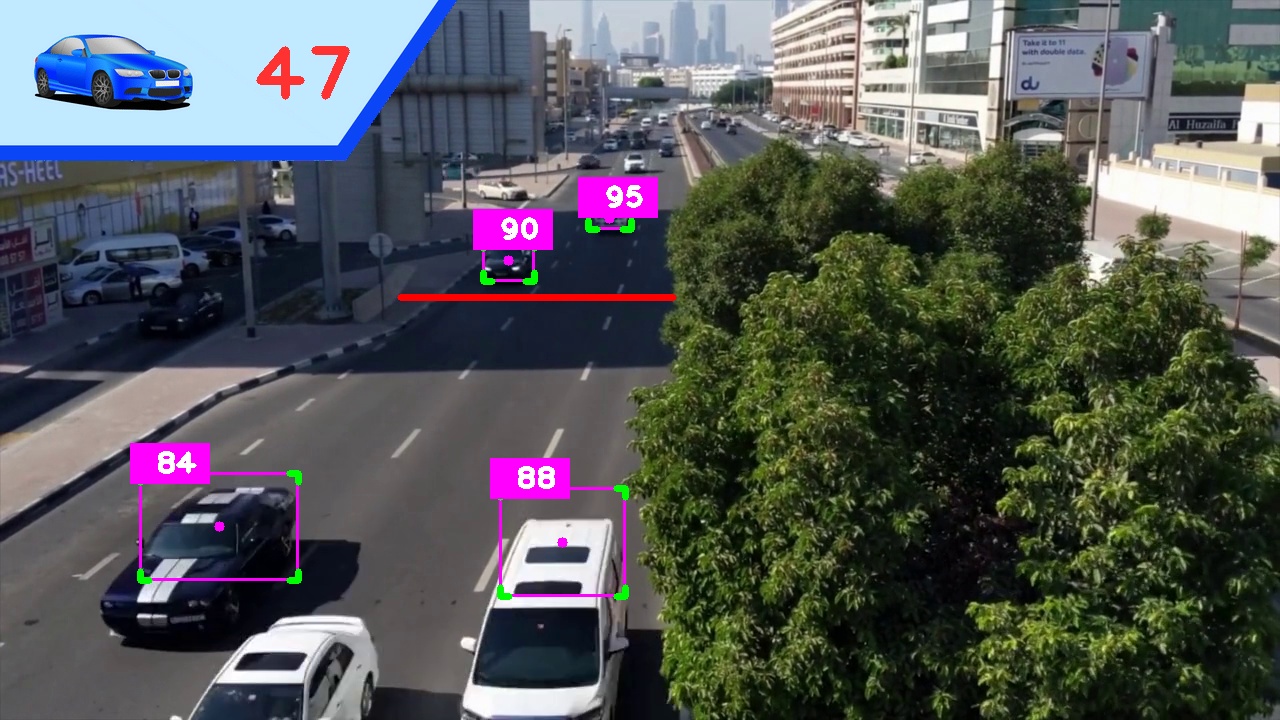 47
Take it to 11
with double data.
du
Al Huzaifa
AS-HEEL
95
90
84
88